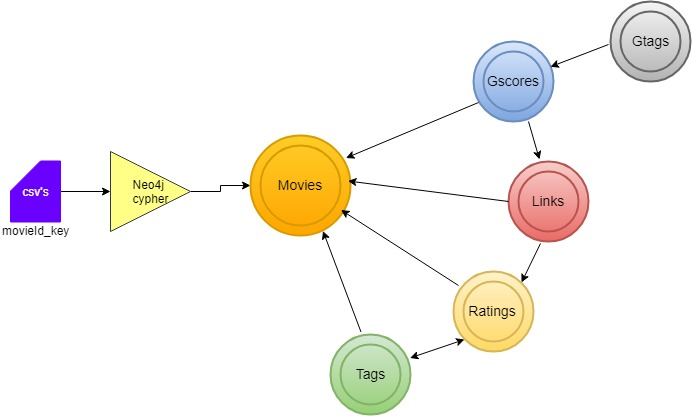 Gtags
Gscores
csv's
Neo4j
cypher
Movies
Links
movieId_key
Ratings
Tags